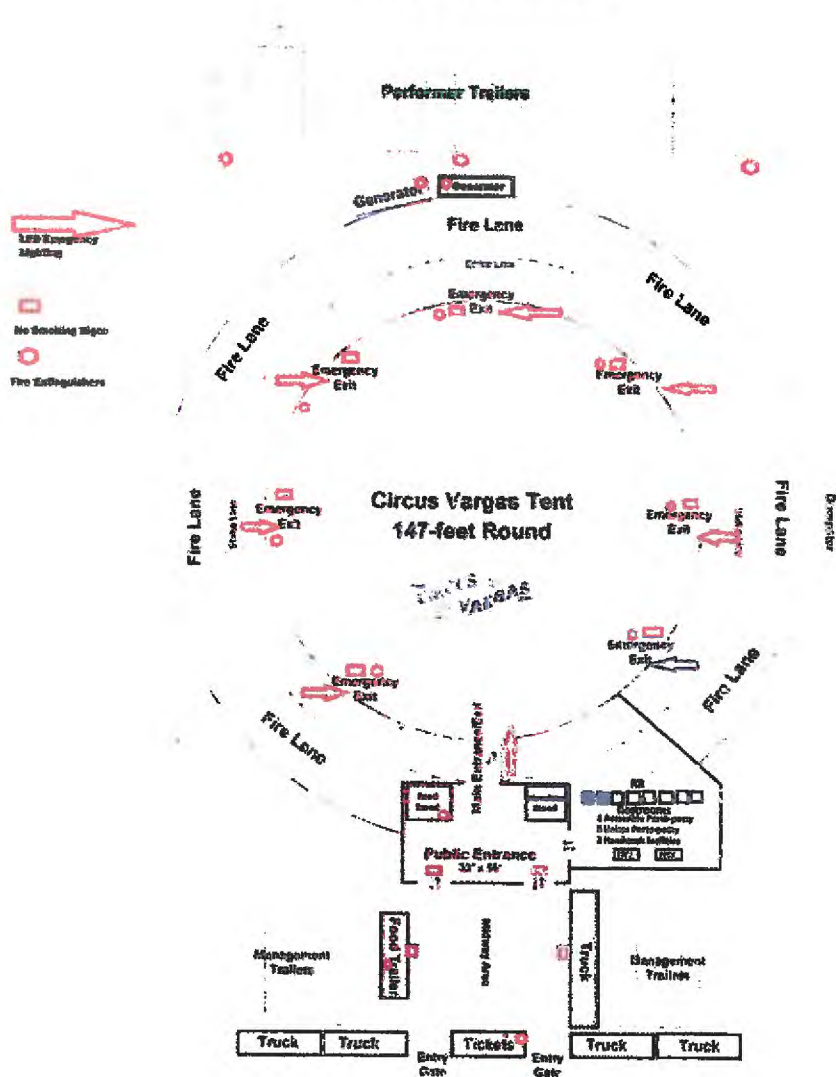 Performer Trailers
Generator
Generator
Fire Lane
LED Emergency
Lighting
No Smoking Signs
Fire Extinguishers
Fire Lane
Fire Lane
Emergency
Exit
Emergency
Exit
Emergency
Exit
Fire Lane
Emergency
Exit
Circus Vargas Tent
147-feet Round
Emergency
Exit
Fire Lane
CIRCUS
VARGAS
Emergency
Exit
Emergency
Exit
Fire Lane
Fire Lane
Main Entrance/Exit
Restrooms
Public Entrance
Food Trailer
Midway Area
Truck
Management
Trailers
Management
Trailers
Truck
Truck
Tickets
Truck
Truck
Entry
Gate
Entry
Gate